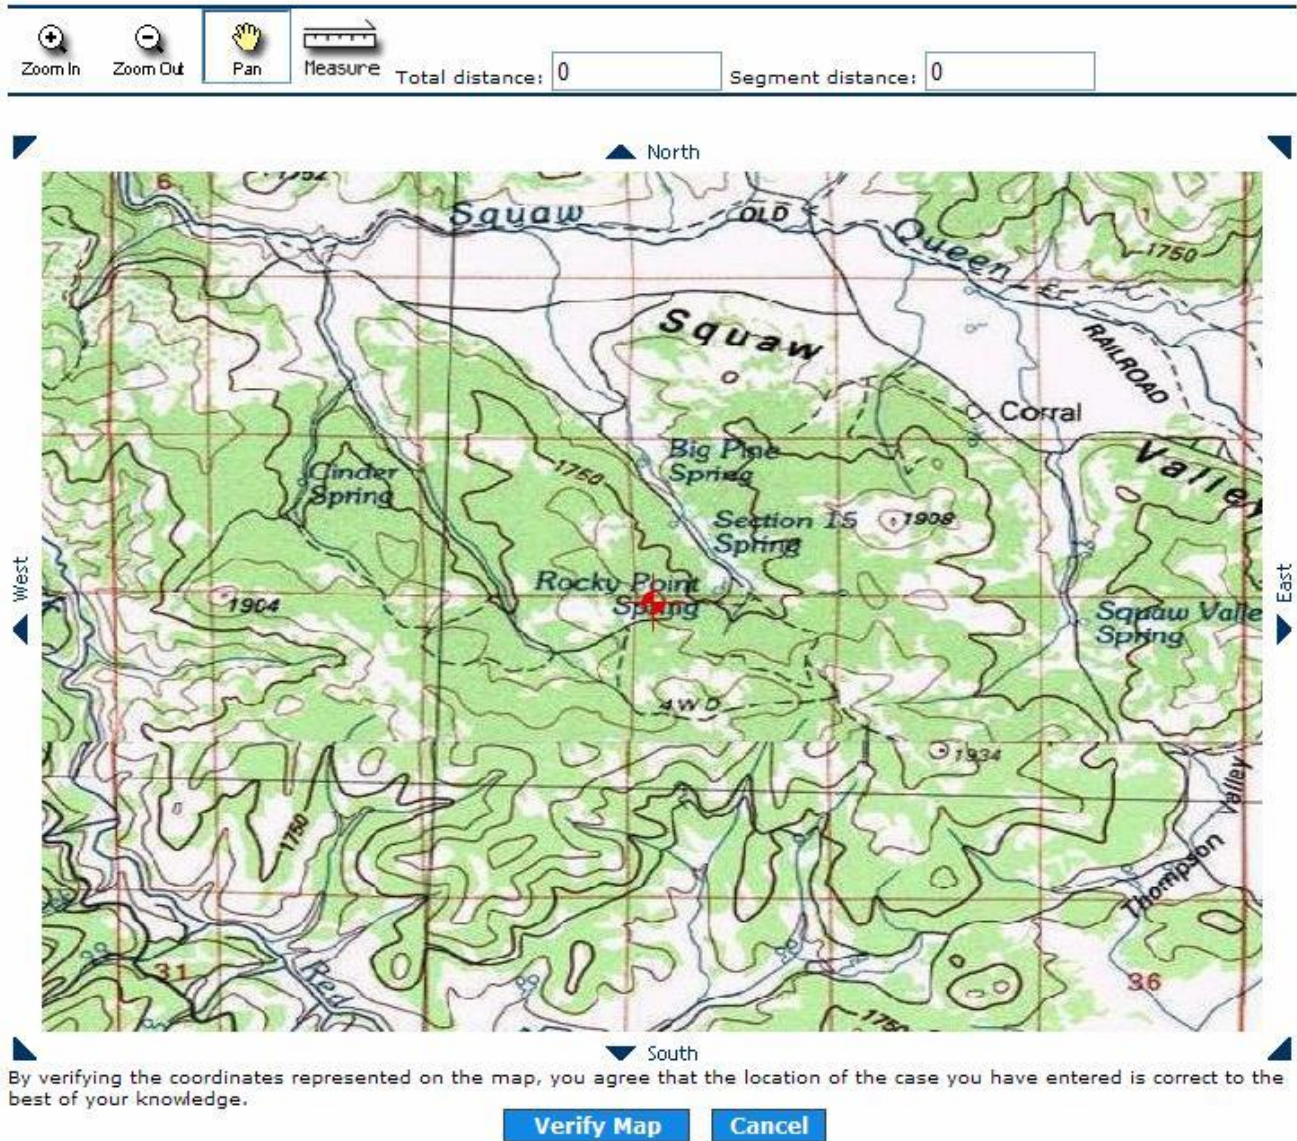 Zoom In Zoom Out Pan Measure Total distance: 0 Segment distance: 0
North
6
Squaw OLD
Queen
1750
Squaw
RAILROAD
Corral
Big Pine
Spring
Valley
Cinder
Spring
1750
Section 15
Spring
1908
West
East
Rocky Point
Spring
1904
Squaw Valle
Spring
4WD
1934
1750
Thompson Valley
31
Red
36
1750
South
By verifying the coordinates represented on the map, you agree that the location of the case you have entered is correct to the
best of your knowledge.
Verify Map Cancel